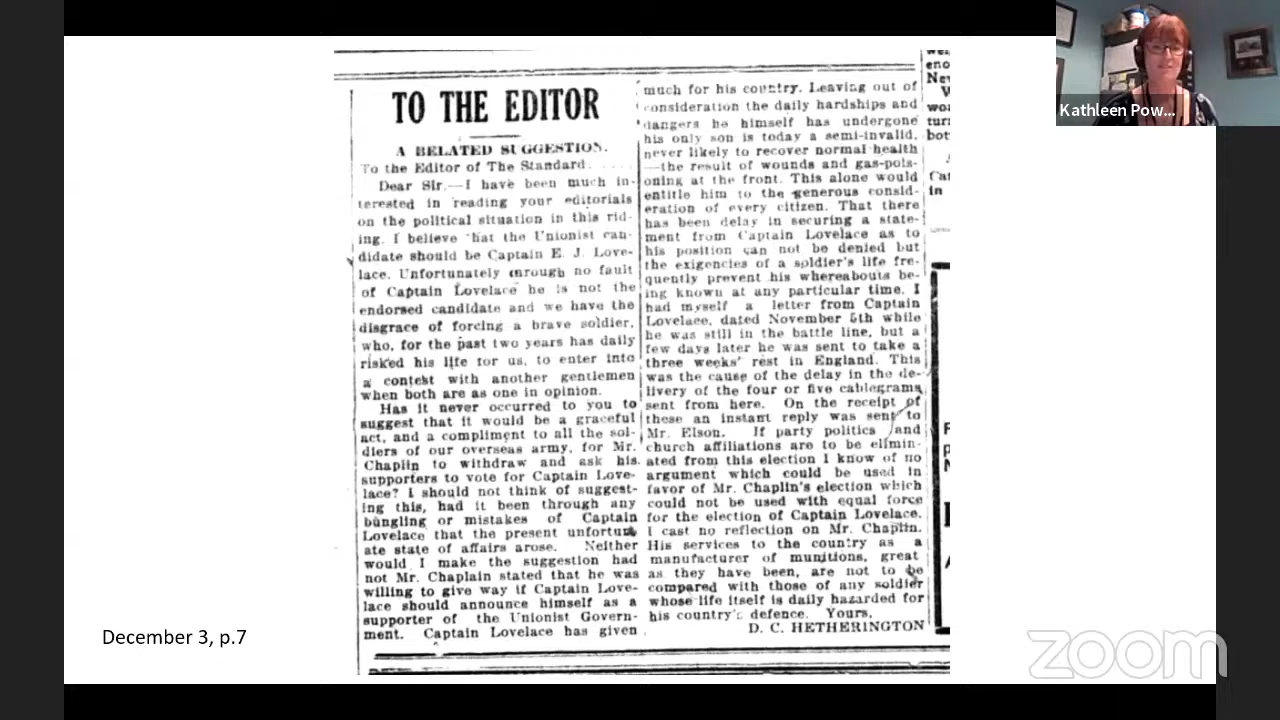 TO THE EDITOR
A BELATED SUGGESTION.
To the Editor of The Standard.
Dear Sir.—I have been much in-
terested in reading your editorials
on the political situation in this rid-
ing. I believe that the Unionist can-
didate should be Captain E. J. Love-
lace. Unfortunately through no fault
of Captain Lovelace he is not the
endorsed candidate and we have the
disgrace of forcing a brave soldier,
who, for the past two years has daily
risked his life for us, to enter into
a contest with another gentlemen
when both are as one in opinion.
Has it never occurred to you to
suggest that it would be a graceful
act, and a compliment to all the sol-
diers of our overseas army, for Mr.
Chaplin to withdraw and ask his
supporters to vote for Captain Love-
lace? I should not think of suggest-
ing this, had it been through any
bungling or mistakes of Captain
Lovelace that the present unfortun-
ate state of affairs arose. Neither
would I make the suggestion had
not Mr. Chaplain stated that he was
willing to give way if Captain Love-
lace should announce himself as a
supporter of the Unionist Govern-
ment. Captain Lovelace has given
much for his country. Leaving out of
consideration the daily hardships and
dangers he himself has undergone
his only son is today a semi-invalid,
never likely to recover normal health
—the result of wounds and gas-pois-
oning at the front. This alone would
entitle him to the generous consid-
eration of every citizen. That there
has been delay in securing a state-
ment from Captain Lovelace as to
his position can not be denied but
the exigencies of a soldier's life fre-
quently prevent his whereabouts be-
ing known at any particular time. I
had myself a letter from Captain
Lovelace, dated November 5th while
he was still in the battle line, but a
few days later he was sent to take a
three weeks' rest in England. This
was the cause of the delay in the de-
livery of the four or five cablegrams
sent from here. On the receipt of
these an instant reply was sent to
Mr. Elson. If party politics and
church affiliations are to be elimin-
ated from this election I know of no
argument which could be used in
favor of Mr. Chaplin's election which
could not be used with equal force
for the election of Captain Lovelace.
I cast no reflection on Mr. Chaplin.
His services to the country as a
manufacturer of munitions, great
as they have been, are not to be
compared with those of any soldier
whose life itself is daily hazarded for
his country's defence. Yours,
D. C. HETHERINGTON
December 3, p.7
Kathleen Pow...
zoom